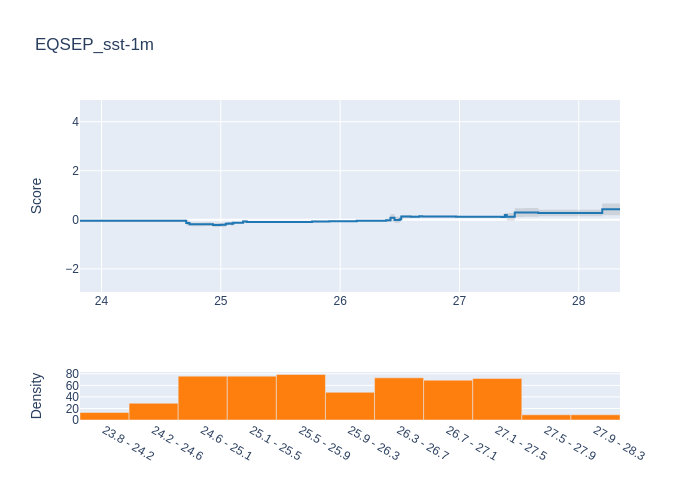 EQSEP_sst-1m
Score
4
2
0
−2
24 25 26 27 28
Density
80
60
40
20
0
23.8 - 24.2
24.2 - 24.6
24.6 - 25.1
25.1 - 25.5
25.5 - 25.9
25.9 - 26.3
26.3 - 26.7
26.7 - 27.1
27.1 - 27.5
27.5 - 27.9
27.9 - 28.3